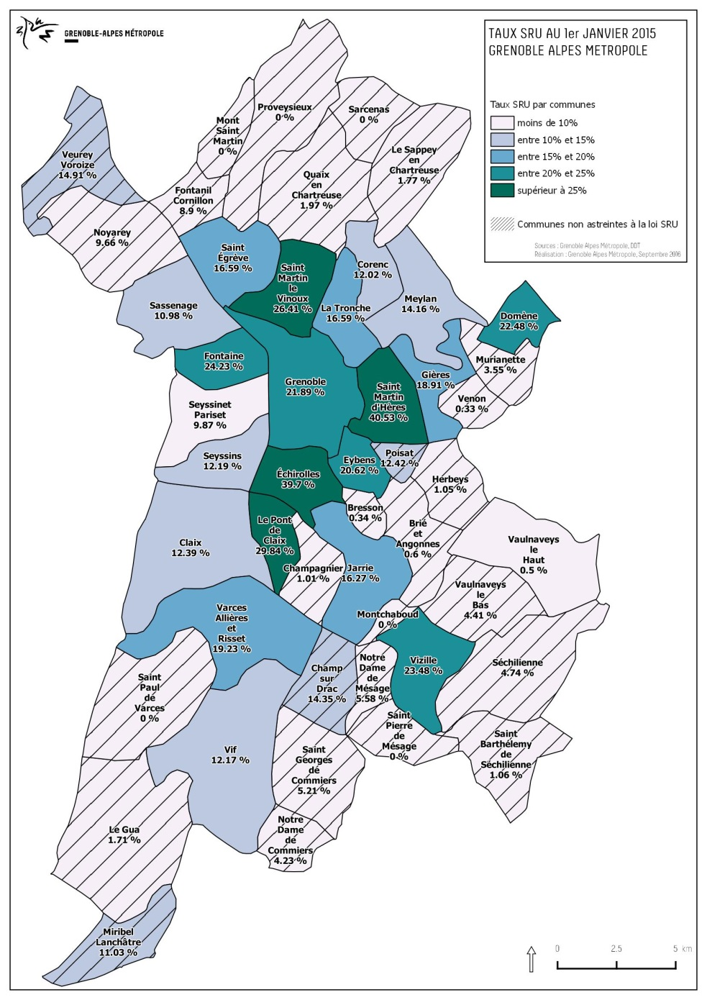 GRENOBLE-ALPES MÉTROPOLE
TAUX SRU AU 1er JANVIER 2015
GRENOBLE ALPES METROPOLE
Taux SRU par communes
moins de 10%
entre 10% et 15%
entre 15% et 20%
entre 20% et 25%
supérieur à 25%
Communes non astreintes à la loi SRU
Sources : Grenoble Alpes Métropole, DDT
Réalisation : Grenoble Alpes Métropole, Septembre 2016
Proveysieux
0 %
Sarcenas
0 %
Mont
Saint
Martin
0 %
Le Sappey
en
Chartreuse
1.77 %
Veurey
Voroize
14.91 %
Quaix
en
Chartreuse
1.97 %
Fontanil
Cornillon
8.9 %
Noyarey
9.66 %
Saint
Égrève
16.59 %
Saint
Martin
le
Vinoux
26.41 %
Corenc
12.02 %
Meylan
14.16 %
La Tronche
16.59 %
Sassenage
10.98 %
Domène
22.48 %
Fontaine
24.23 %
Murianette
3.55 %
Grenoble
21.89 %
Gières
18.91 %
Saint
Martin
d'Hères
40.53 %
Venon
0.33 %
Seyssinet
Pariset
9.87 %
Seyssins
12.19 %
Poisat
12.42 %
Eybens
20.62 %
Échirolles
39.7 %
Herbeys
1.05 %
Bresson
0.34 %
Le Pont
de
Claix
29.84 %
Brié
et
Angonnes
0.6 %
Vaulnaveys
le
Haut
0.5 %
Claix
12.39 %
Champagnier
1.01 %
Jarrie
16.27 %
Vaulnaveys
le
Bas
4.41 %
Varces
Allières
et
Risset
19.23 %
Montchaboud
0 %
Notre
Dame
de
Mésage
5.58 %
Vizille
23.48 %
Séchilienne
4.74 %
Champ
sur
Drac
14.35 %
Saint
Paul
de
Varces
0 %
Saint
Pierre
de
Mésage
0 %
Saint
Barthélemy
de
Séchilienne
1.06 %
Vif
12.17 %
Saint
Georges
de
Commiers
5.21 %
Le Gua
1.71 %
Notre
Dame
de
Commiers
4.23 %
Miribel
Lanchâtre
11.03 %
0 2.5 5 km